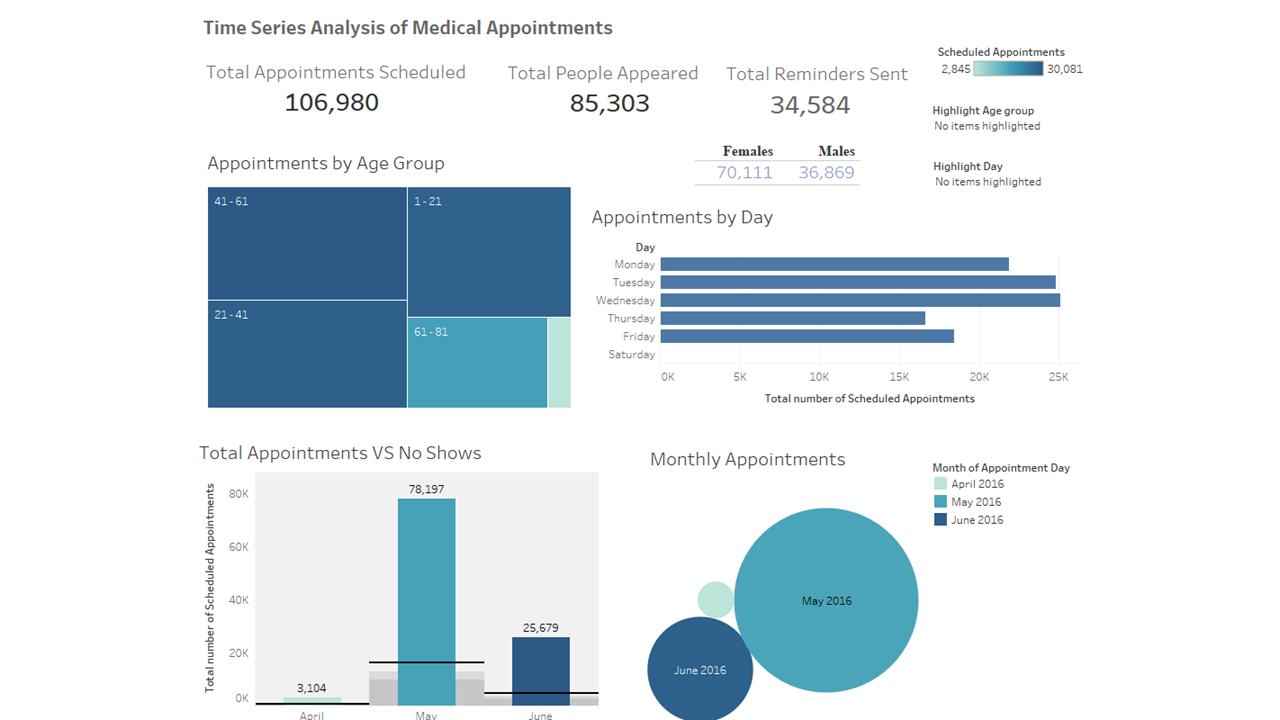 Time Series Analysis of Medical Appointments
Total Appointments Scheduled
106,980
Total People Appeared
85,303
Total Reminders Sent
34,584
Scheduled Appointments
2,845 30,081
Highlight Age group
No items highlighted
Highlight Day
No items highlighted
Females Males
70,111 36,869
Appointments by Age Group
41 - 61
1 - 21
21 - 41
61 - 81
Appointments by Day
Day
Monday
Tuesday
Wednesday
Thursday
Friday
Saturday
0K 5K 10K 15K 20K 25K
Total number of Scheduled Appointments
Total Appointments VS No Shows
Total number of Scheduled Appointments
80K
60K
40K
20K
0K
78,197
25,679
3,104
April May June
Monthly Appointments
May 2016
June 2016
Month of Appointment Day
April 2016
May 2016
June 2016